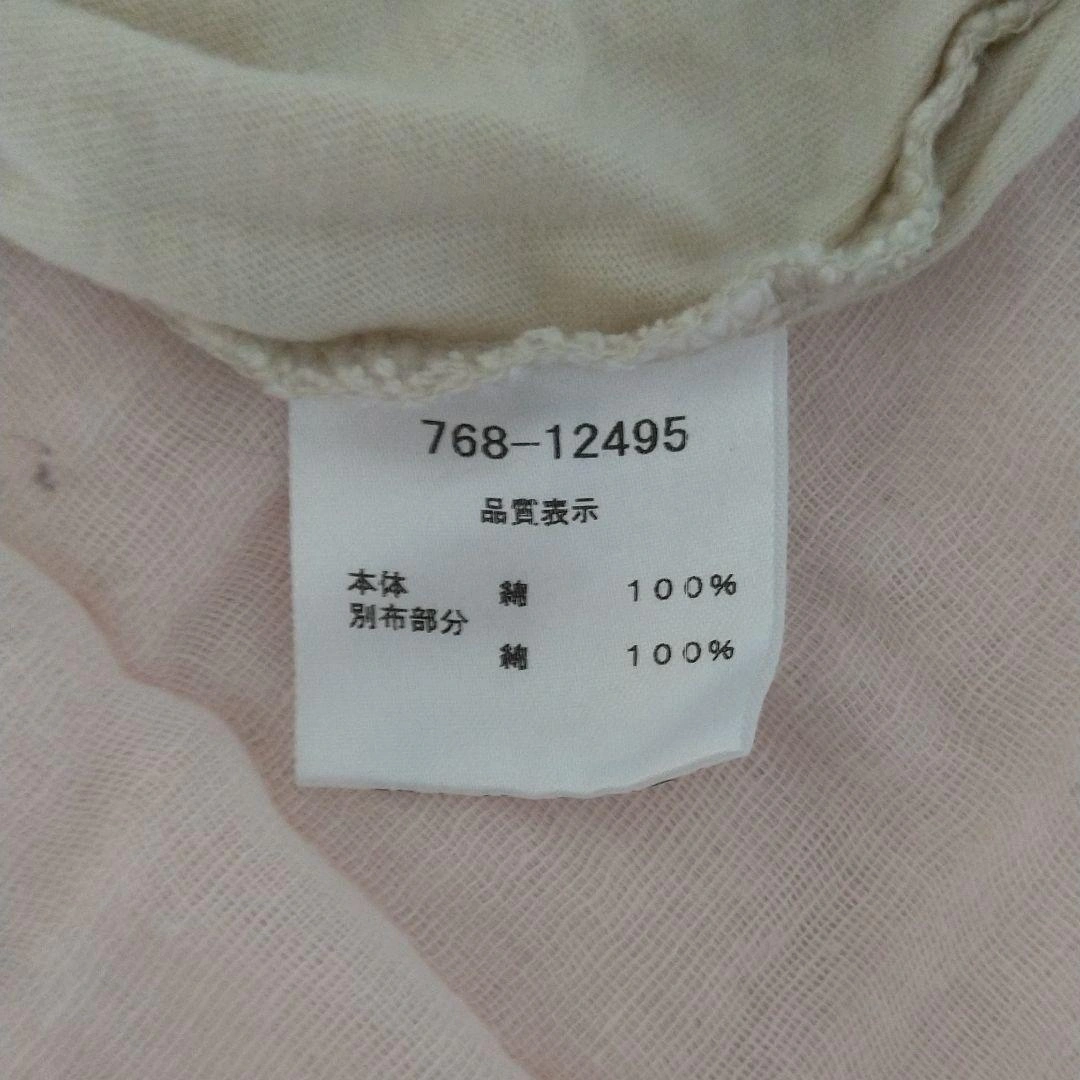 768-12495
品質表示
本体 綿 100%
別布部分
綿 100%